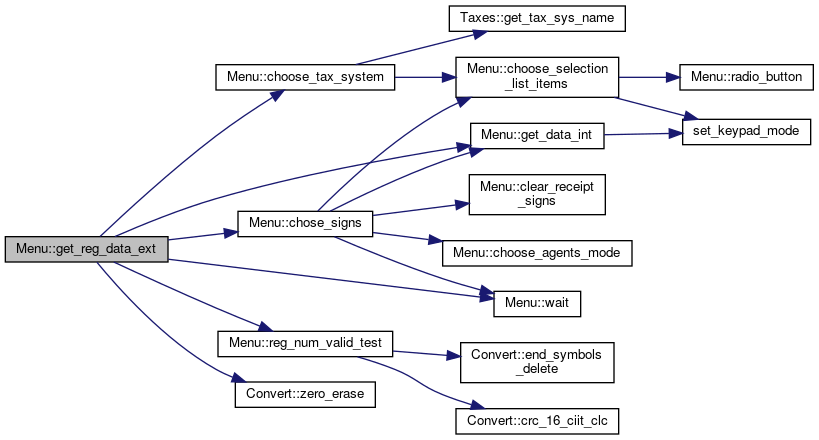 Taxes::get_tax_sys_name
Menu::choose_tax_system
Menu::choose_selection
_list_items
Menu::radio_button
set_keypad_mode
Menu::get_data_int
Menu::clear_receipt
_signs
Menu::get_reg_data_ext
Menu::chose_signs
Menu::choose_agents_mode
Menu::wait
Menu::reg_num_valid_test
Convert::end_symbols
_delete
Convert::zero_erase
Convert::crc_16_ciit_clc